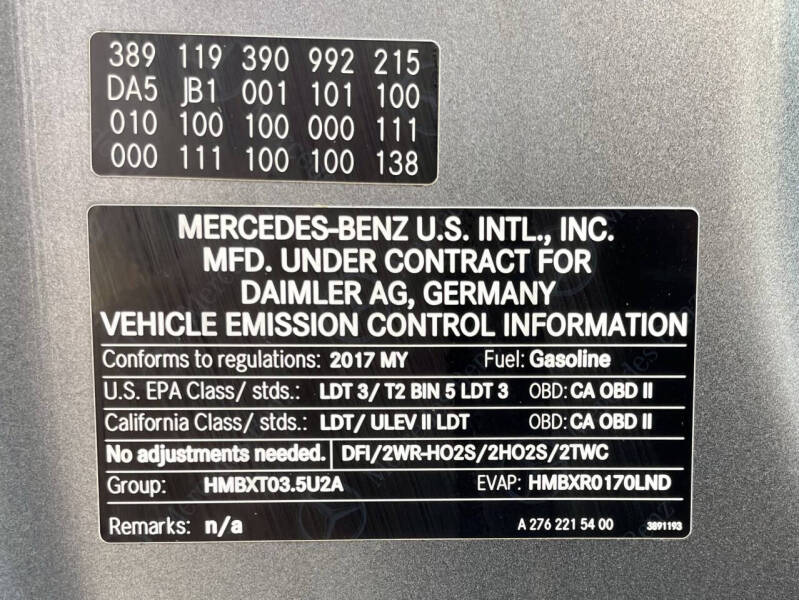 389 119 390 992 215
DA5 JB1 001 101 100
010 100 100 000 111
000 111 100 100 138
MERCEDES-BENZ U.S. INTL., INC.
MFD. UNDER CONTRACT FOR
DAIMLER AG, GERMANY
VEHICLE EMISSION CONTROL INFORMATION
Conforms to regulations: 2017 MY Fuel: Gasoline
U.S. EPA Class/ stds.: LDT 3/ T2 BIN 5 LDT 3 OBD: CA OBD II
California Class/ stds.: LDT/ ULEV II LDT OBD: CA OBD II
No adjustments needed. DFI/2WR-HO2S/2HO2S/2TWC
Group: HMBXT03.5U2A EVAP: HMBXR0170LND
Remarks: n/a A 276 221 54 00 3891193